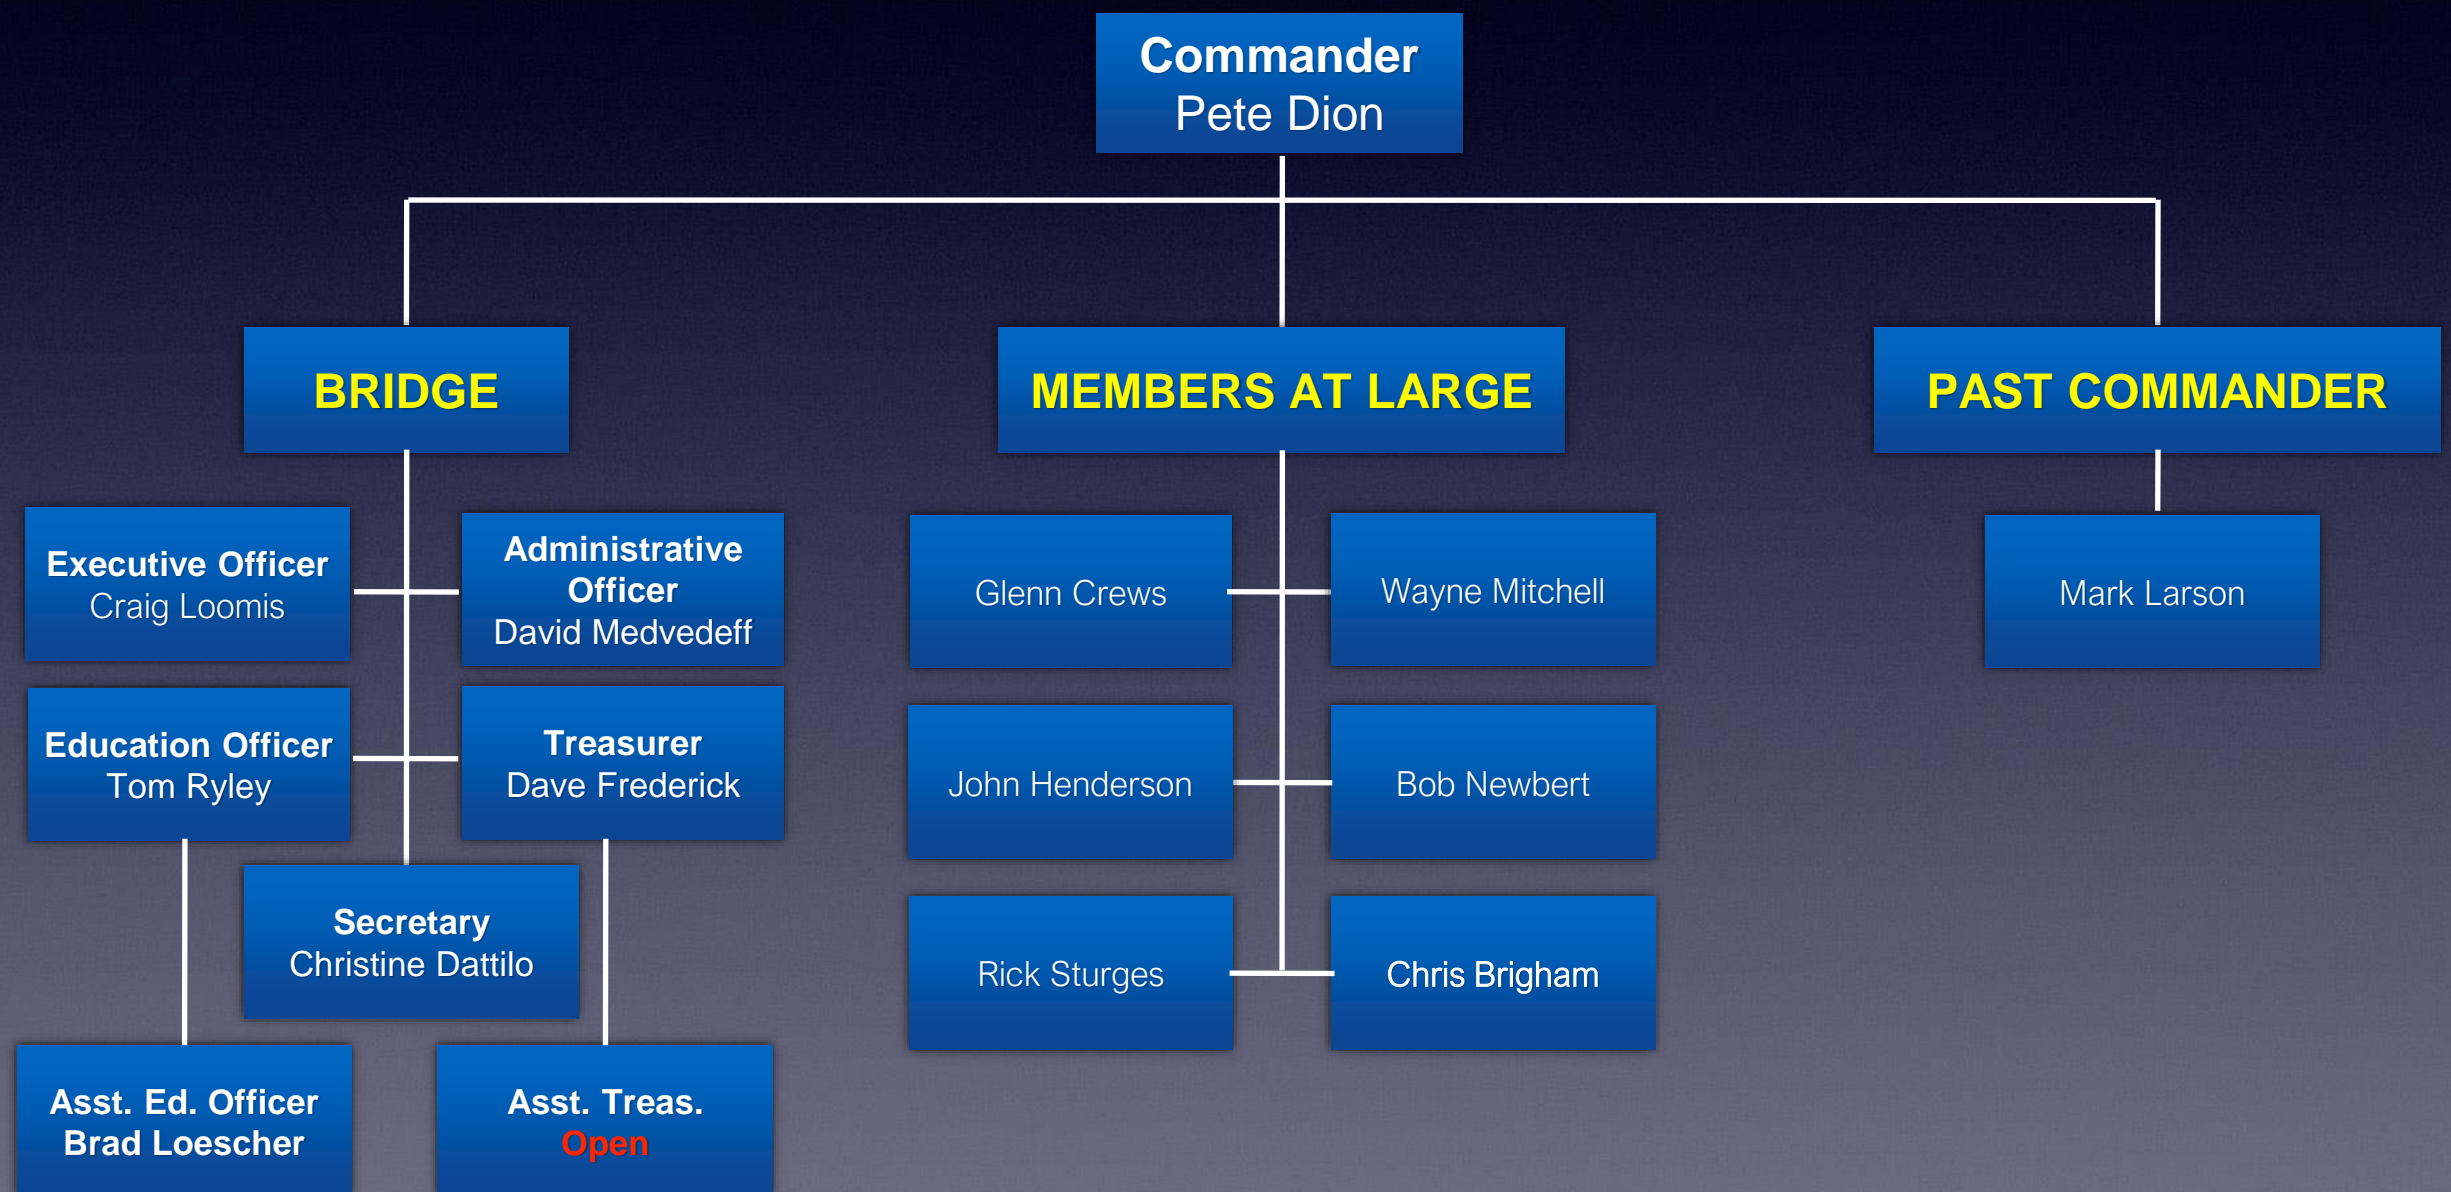 Commander
Pete Dion
BRIDGE
MEMBERS AT LARGE
PAST COMMANDER
Executive Officer
Craig Loomis
Administrative
Officer
David Medvedeff
Glenn Crews
Wayne Mitchell
Mark Larson
Education Officer
Tom Ryley
Treasurer
Dave Frederick
John Henderson
Bob Newbert
Secretary
Christine Dattilo
Rick Sturges
Chris Brigham
Asst. Ed. Officer
Brad Loescher
Asst. Treas.
Open